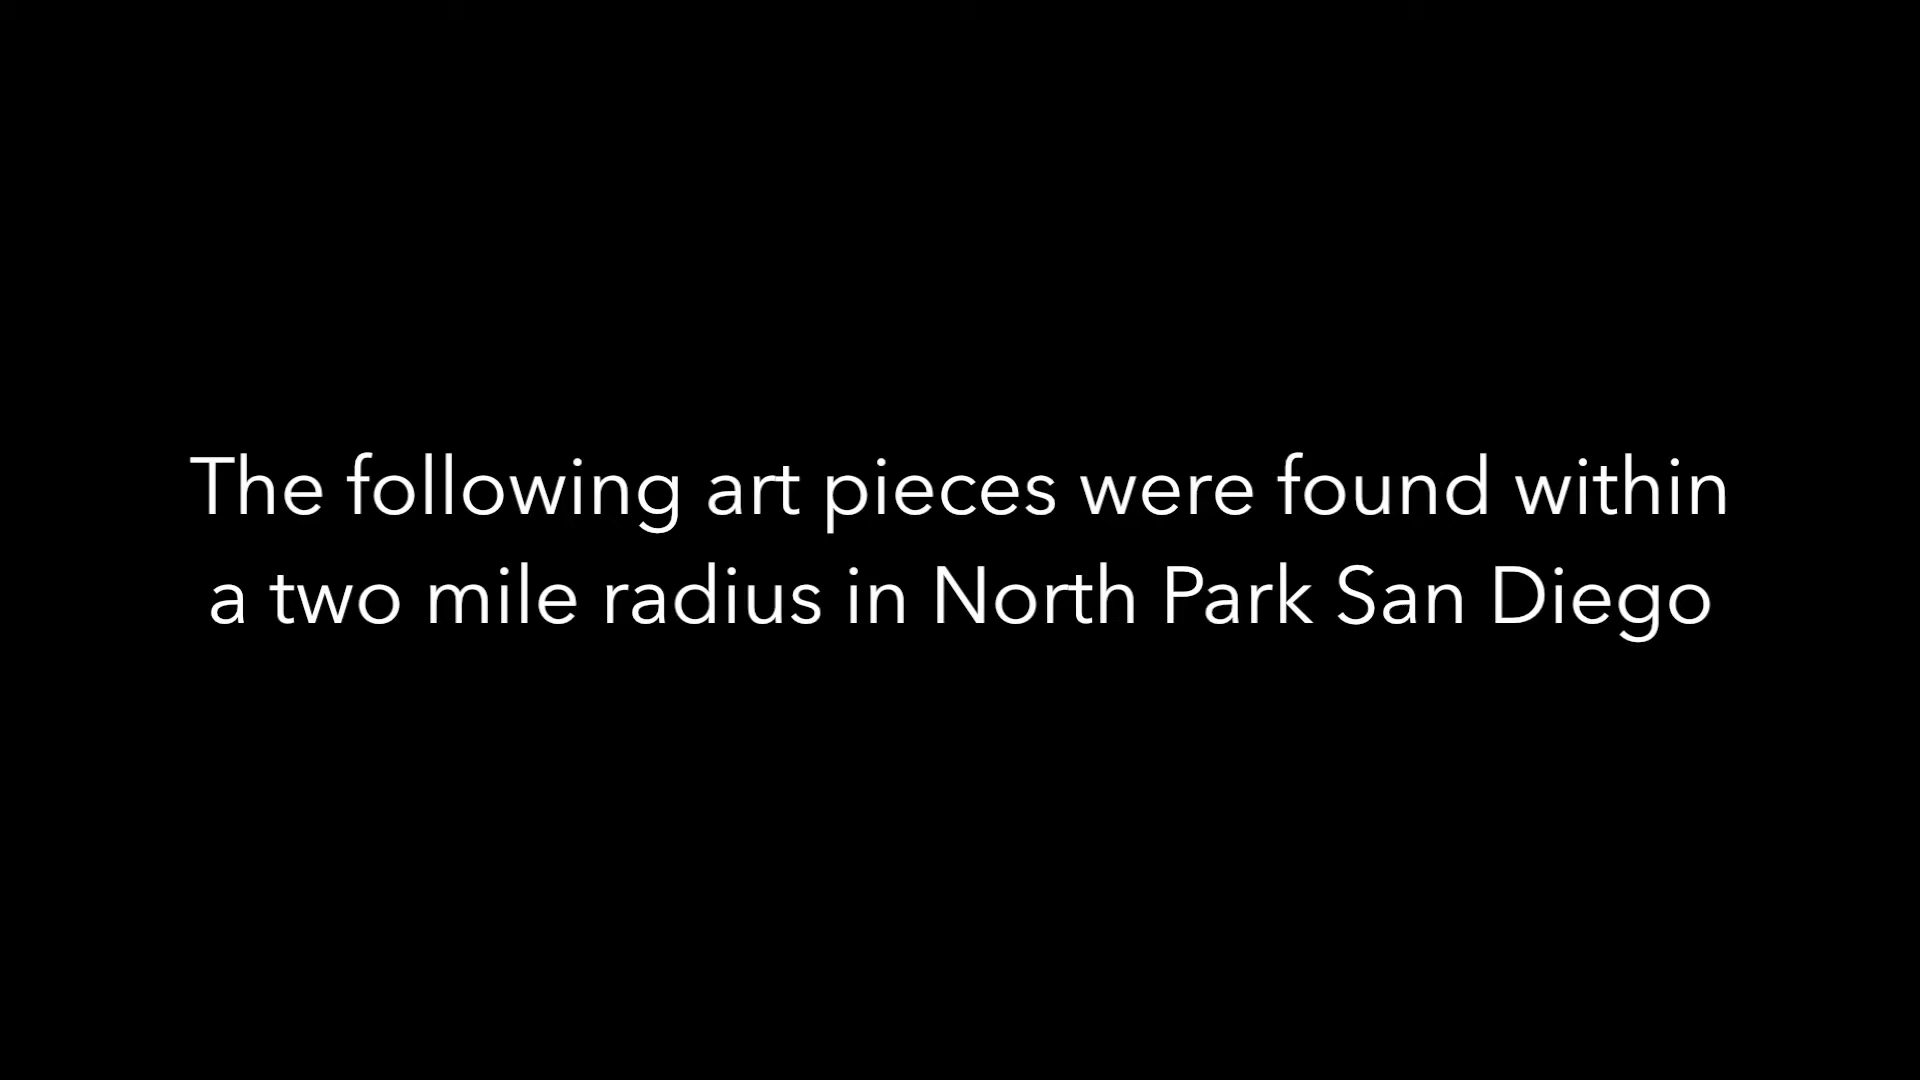 The following art pieces were found within
a two mile radius in North Park San Diego